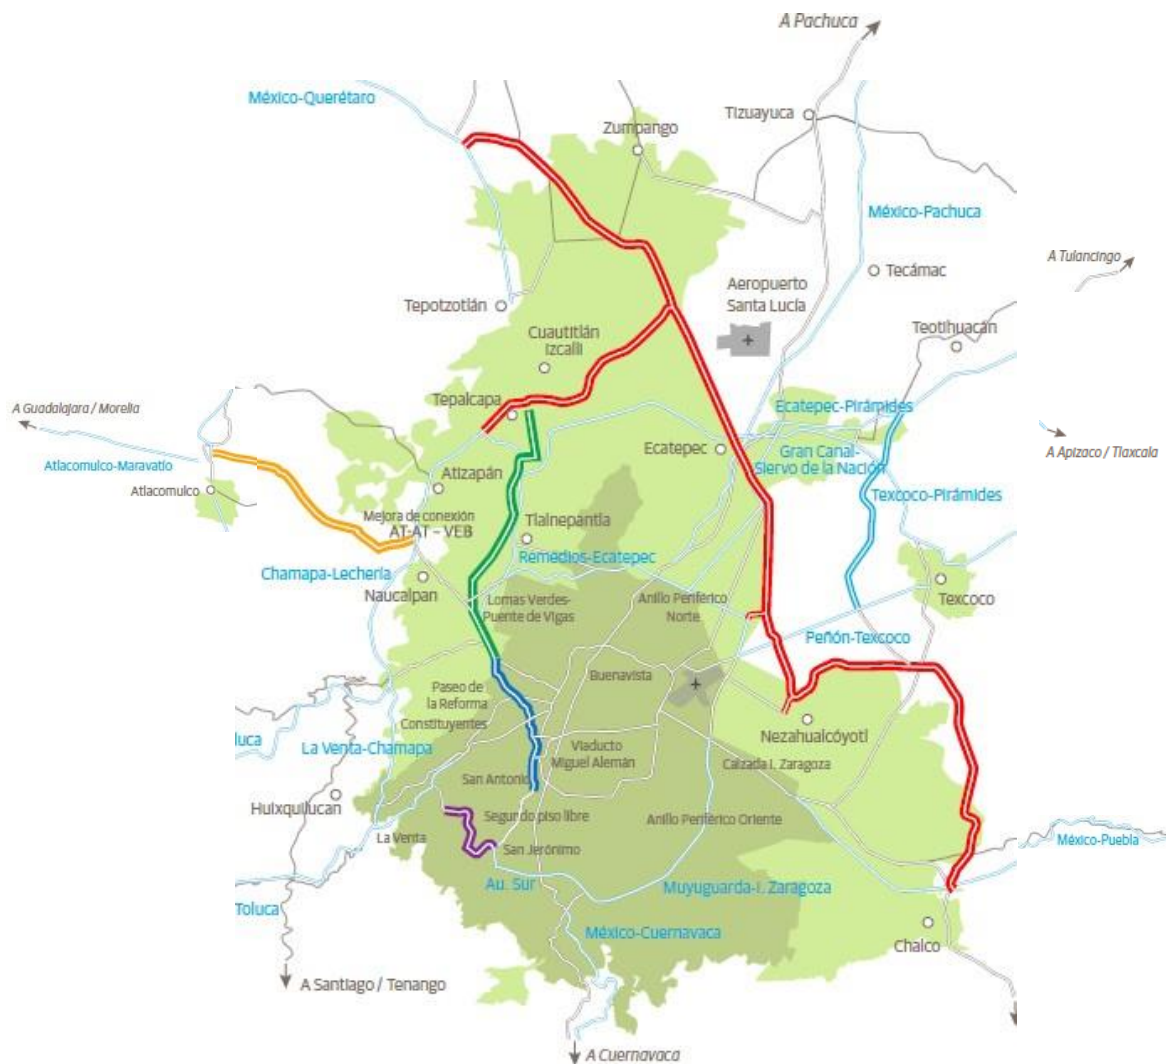 A Pachuca
México-Querétaro
Tizuayuca
Zumpango
México-Pachuca
A Tulancingo
Tecámac
Aeropuerto
Santa Lucía
Tepotzotlán
Teotihuacán
Cuautitlán
Izcalli
A Guadalajara / Morelia
Tepalcapa
Ecatepec-Pirámides
Ecatepec
Gran Canal-
Siervo de la Nación
A Apizaco / Tlaxcala
Atlacomulco-Maravatío
Atizapán
Atlacomulco
Texcoco-Pirámides
Mejora de conexión
AT-AT – VEB
Tlalnepantla
Remedios-Ecatepec
Chamapa-Lechería
Naucalpan
Lomas Verdes-
Puente de Vigas
Anillo Periférico
Norte
Texcoco
Peñón-Texcoco
Buenavista
Paseo de
la Reforma
Constituyentes
Nezahualcóyotl
luca
La Venta-Chamapa
Viaducto
Miguel Alemán
Calzada I. Zaragoza
San Antonio
Huixquilucan
Segundo piso libre
Anillo Periférico Oriente
La Venta
San Jerónimo
México-Puebla
Au. Sur
Muyuguarda-I. Zaragoza
Toluca
México-Cuernavaca
Chalco
A Santiago / Tenango
A Cuernavaca